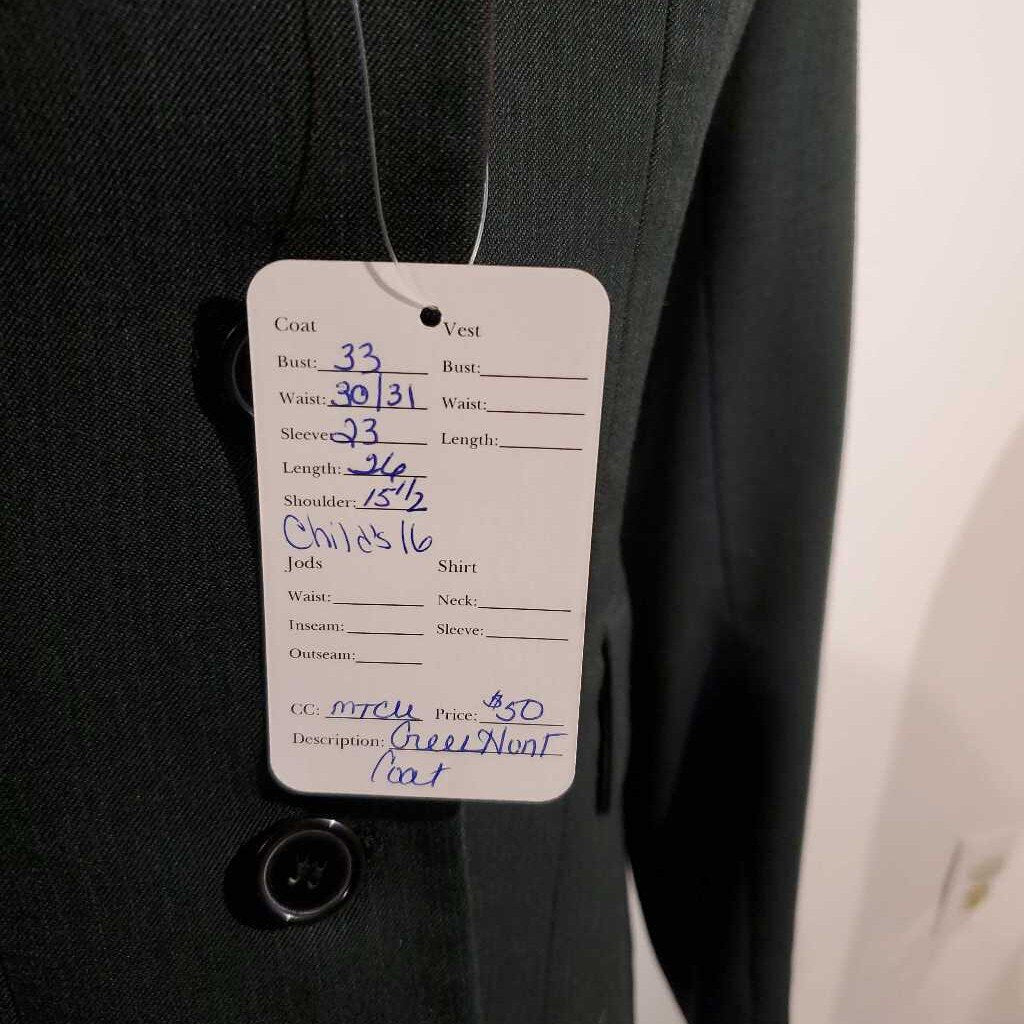 Coat Vest
Bust: 33 Bust:
Waist: 30/31 Waist:
Sleeve 23 Length:
Length: 26
Shoulder: 15 1/2
Child's 16
Jods Shirt
Waist: Neck:
Inseam: Sleeve:
Outseam:
CC: MTCU Price: $50
Description: Green Hunt
Coat